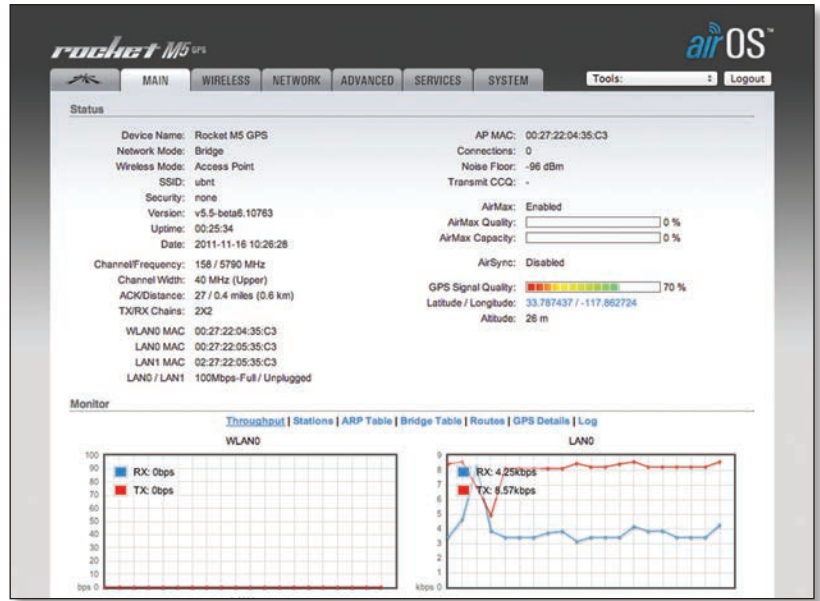 rocket M5 GPS
airOS™
MAIN WIRELESS NETWORK ADVANCED SERVICES SYSTEM Tools: Logout
Status
Device Name: Rocket M5 GPS
Network Mode: Bridge
Wireless Mode: Access Point
SSID: ubnt
Security: none
Version: v5.5-beta6.10763
Uptime: 00:25:34
Date: 2011-11-16 10:26:28
Channel/Frequency: 158 / 5790 MHz
Channel Width: 40 MHz (Upper)
ACK/Distance: 27 / 0.4 miles (0.6 km)
TX/RX Chains: 2X2
WLAN0 MAC 00:27:22:04:35:C3
LAN0 MAC 00:27:22:05:35:C3
LAN1 MAC 02:27:22:05:35:C3
LAN0 / LAN1 100Mbps-Full / Unplugged
AP MAC: 00:27:22:04:35:C3
Connections: 0
Noise Floor: -96 dBm
Transmit CCQ: -
AirMax: Enabled
AirMax Quality: 0 %
AirMax Capacity: 0 %
AirSync: Disabled
GPS Signal Quality: 70 %
Latitude / Longitude: 33.787437 / -117.862724
Altitude: 26 m
Monitor
Throughput | Stations | ARP Table | Bridge Table | Routes | GPS Details | Log
WLAN0
100
90
80
70
60
50
40
30
20
10
bps 0
RX: 0bps
TX: 0bps
LAN0
9
8
7
6
5
4
3
2
1
kbps 0
RX: 4.25kbps
TX: 8.57kbps